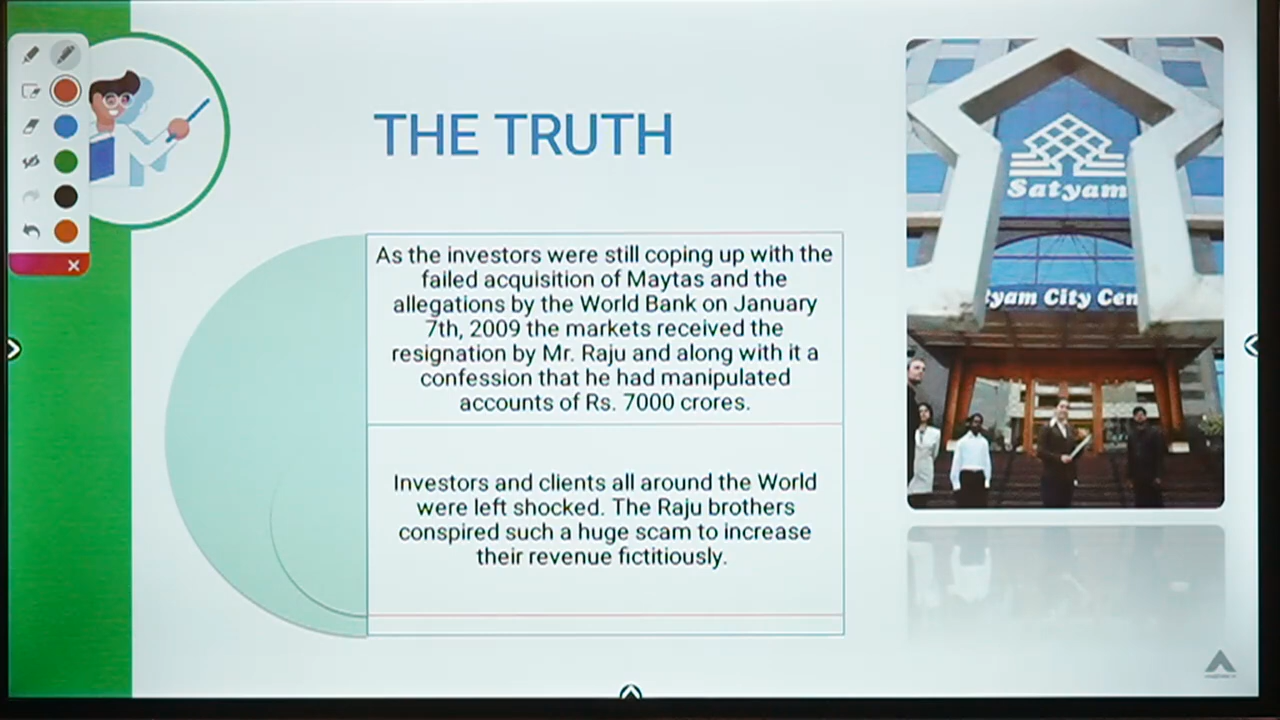 THE TRUTH
As the investors were still coping up with the
failed acquisition of Maytas and the
allegations by the World Bank on January
7th, 2009 the markets received the
resignation by Mr. Raju and along with it a
confession that he had manipulated
accounts of Rs. 7000 crores.
Investors and clients all around the World
were left shocked. The Raju brothers
conspired such a huge scam to increase
their revenue fictitiously.
Satyam
tyam City Cen